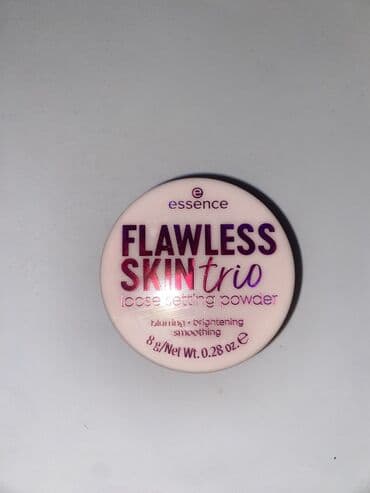 e
essence
FLAWLESS
SKIN trio
loose setting powder
blurring • brightening
smoothing
8 g/Net Wt. 0.28 oz. ℮